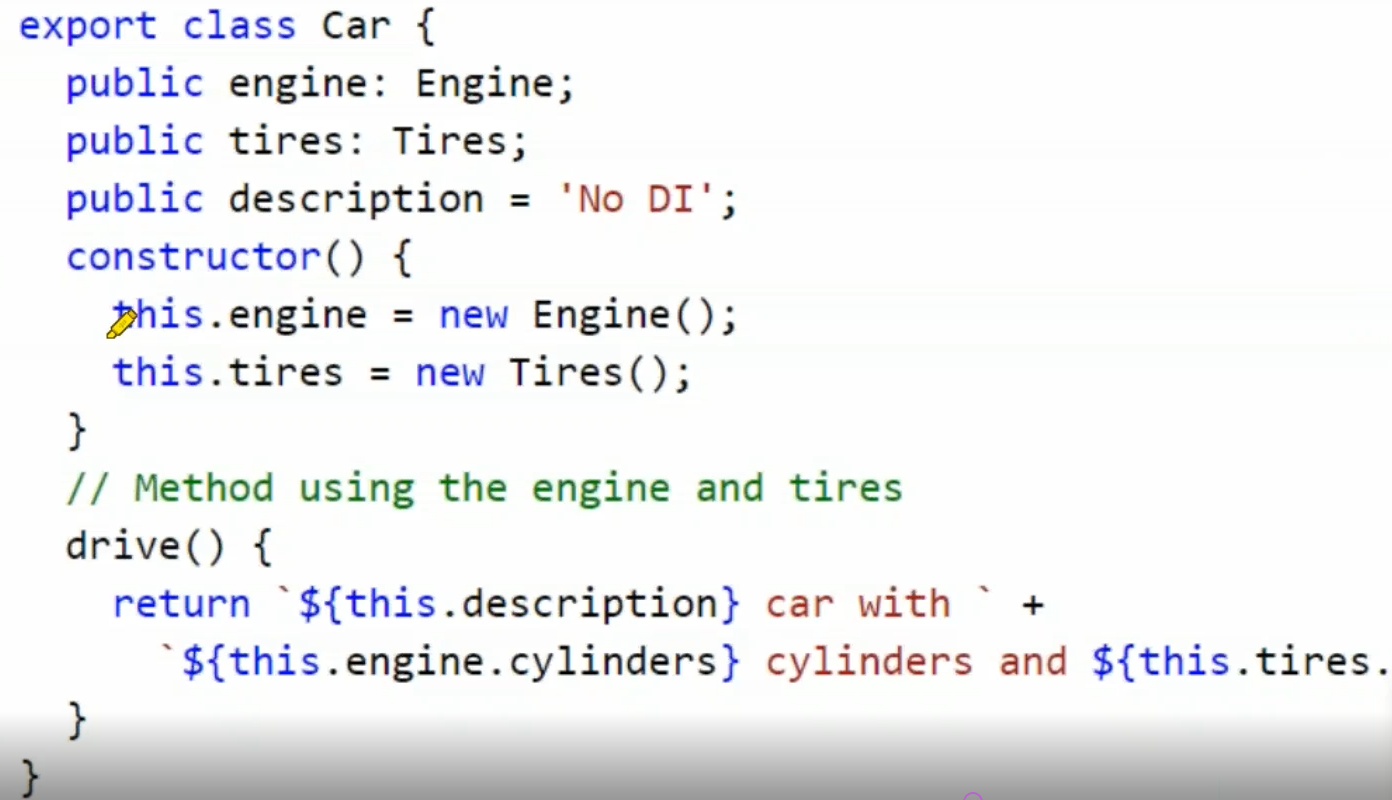 export class Car {
public engine: Engine;
public tires: Tires;
public description = 'No DI';
constructor() {
this.engine = new Engine();
this.tires = new Tires();
}
// Method using the engine and tires
drive() {
return `${this.description} car with ` +
`${this.engine.cylinders} cylinders and ${this.tires.
}
}